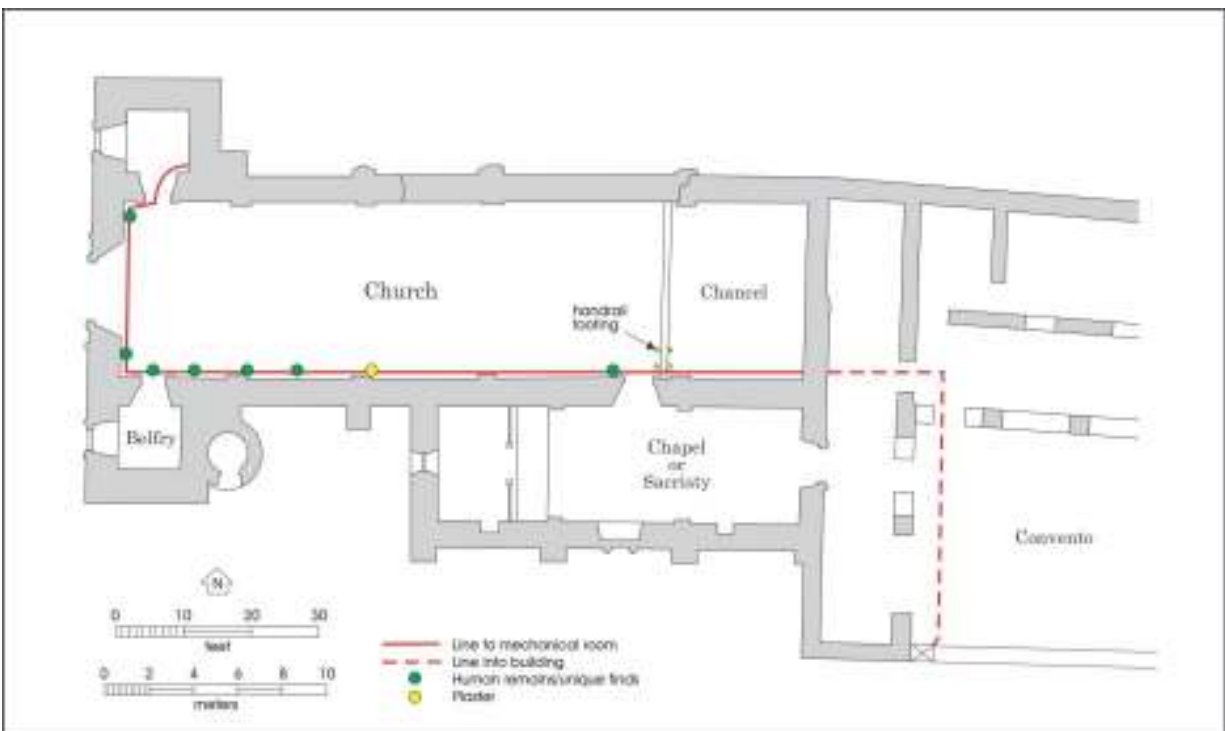 Church
Chancel
handrail
footing
Belfry
Chapel
or
Sacristy
Convento
N
0 10 20 30
feet
0 2 4 6 8 10
meters
Line to mechanical room
Line into building
Human remains/unique finds
Plaster